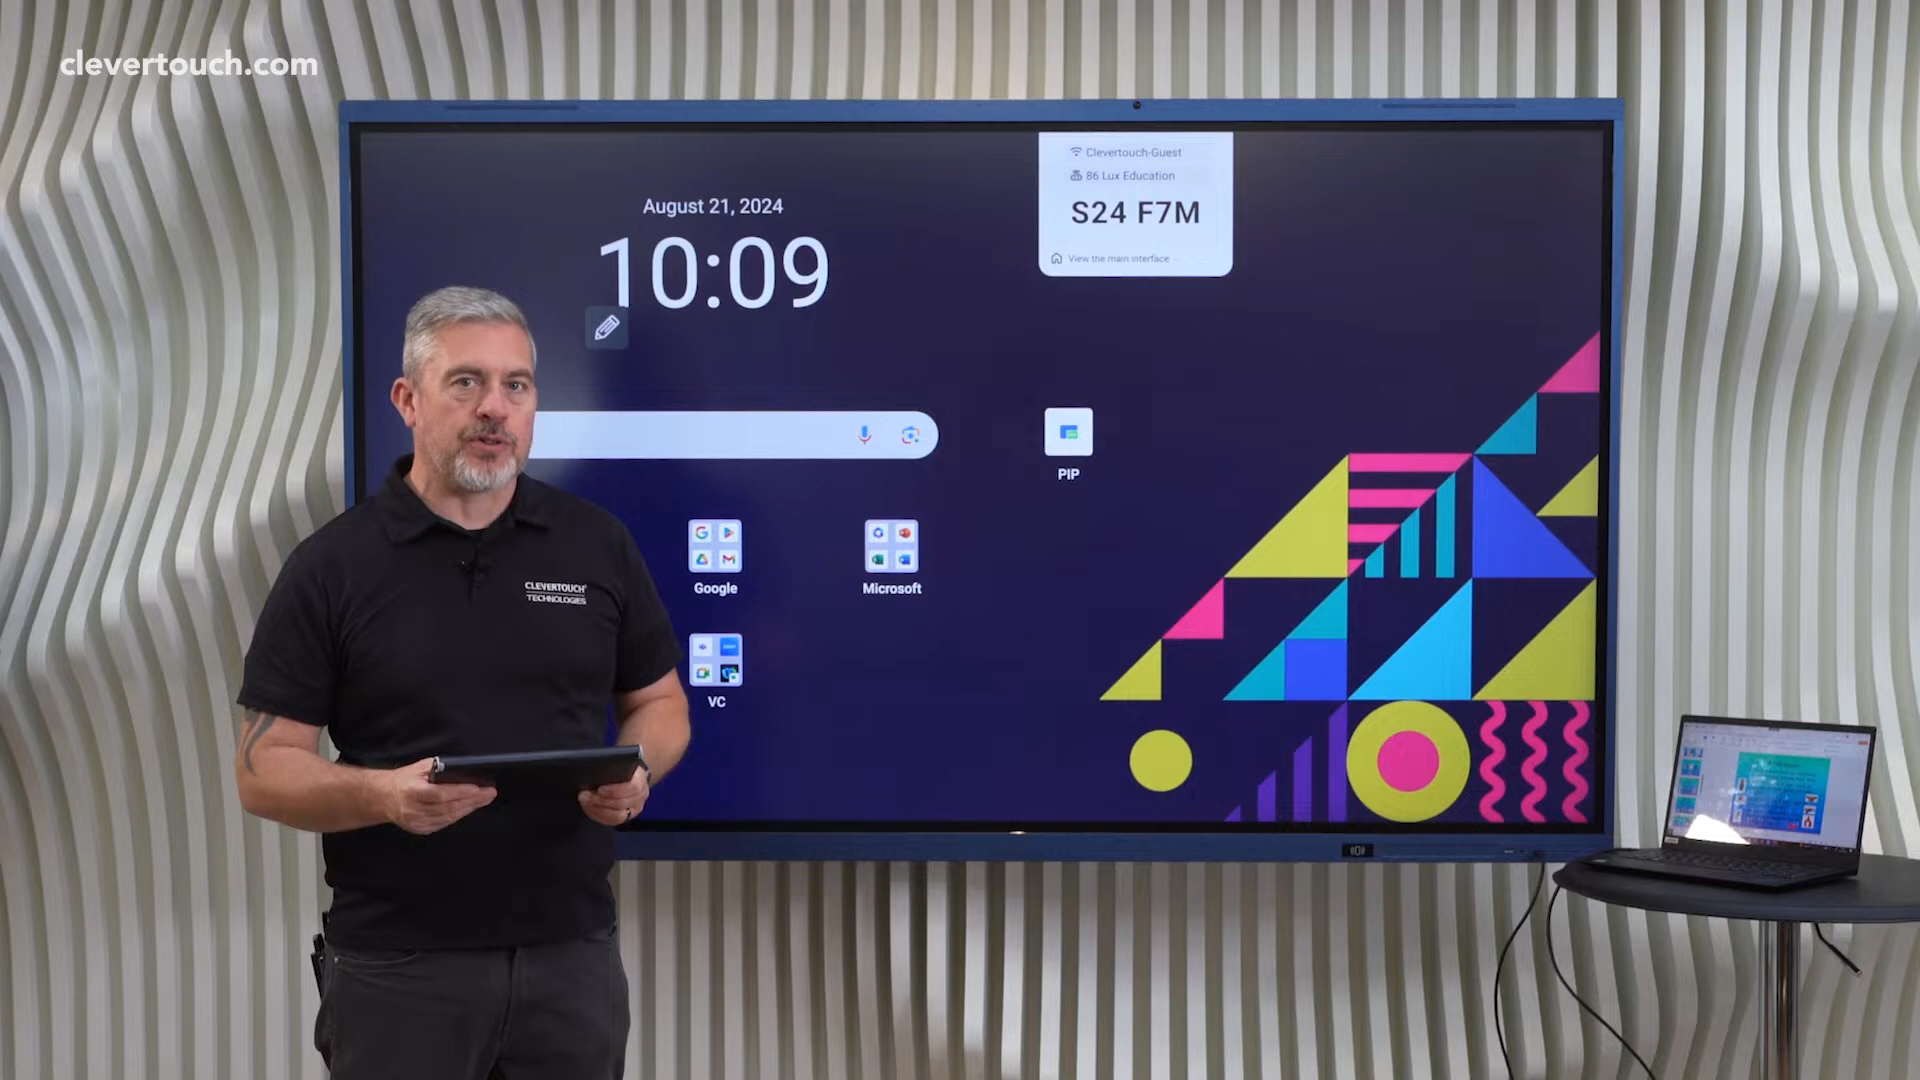 clevertouch.com
Clevertouch-Guest
86 Lux Education
S24 F7M
View the main interface
August 21, 2024
10:09
PIP
Google
Microsoft
VC
CLEVERTOUCH
TECHNOLOGIES